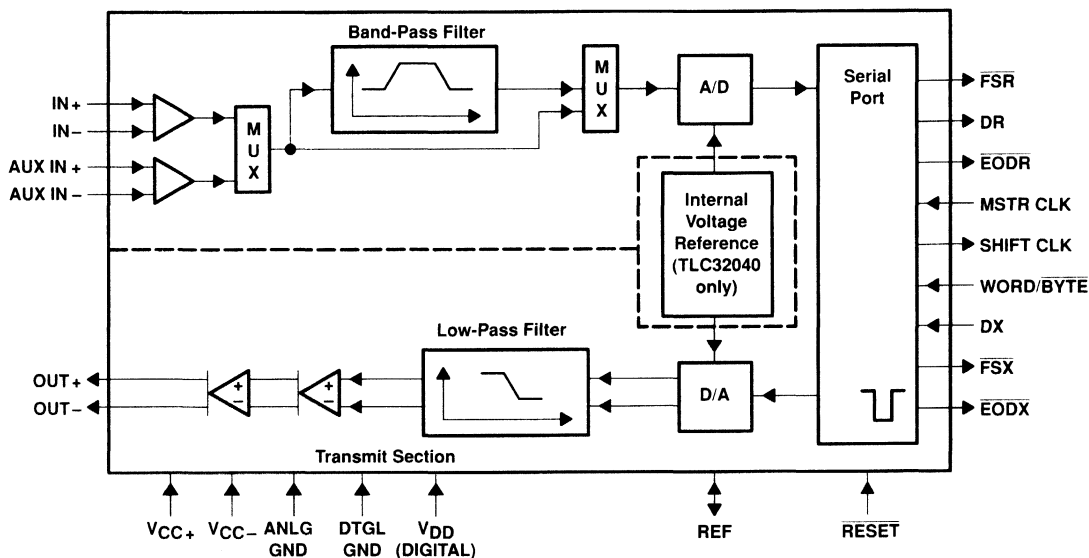 Band-Pass Filter
IN+
IN−
AUX IN +
AUX IN −
M
U
X
M
U
X
A/D
Serial
Port
FSR
DR
EODR
MSTR CLK
SHIFT CLK
WORD/BYTE
DX
FSX
EODX
Internal
Voltage
Reference
(TLC32040
only)
Low-Pass Filter
OUT+
OUT−
+
−
+
−
D/A
Transmit Section
VCC+
VCC−
ANLG
GND
DTGL
GND
VDD
(DIGITAL)
REF
RESET